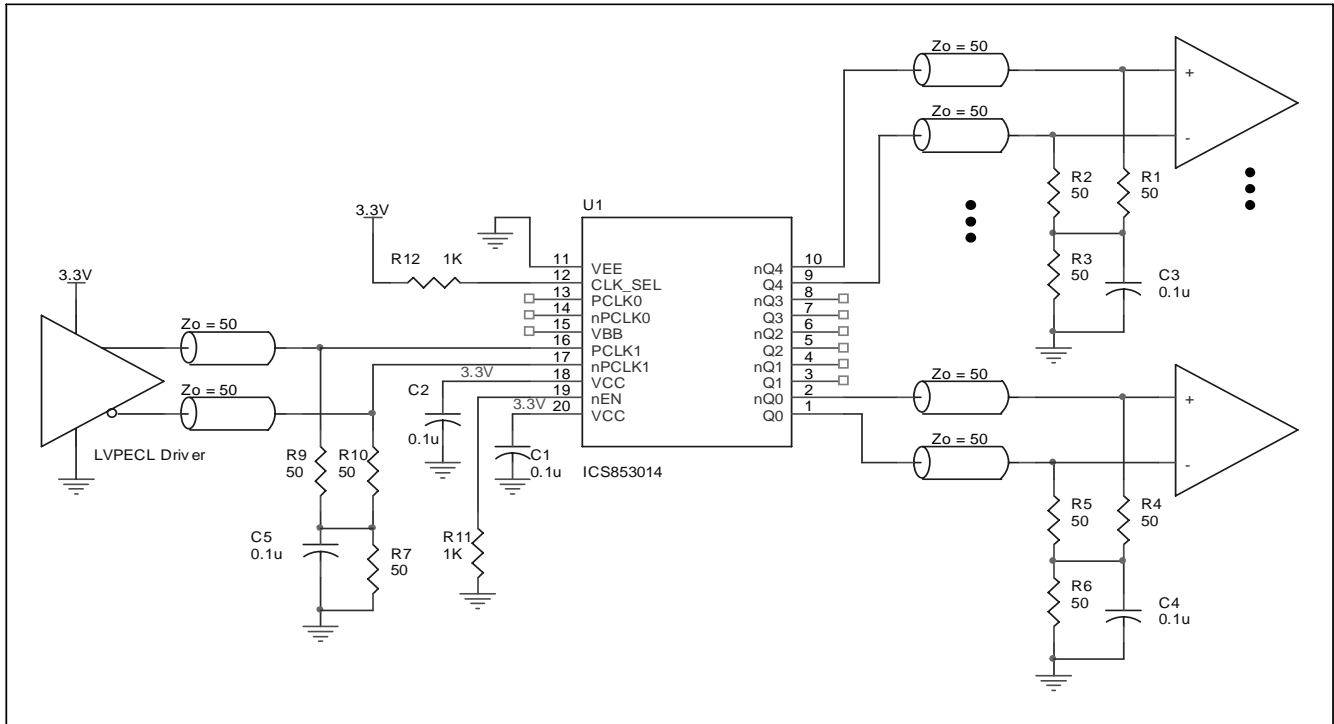 Zo = 50
+
Zo = 50
-
R2
50
R1
50
R3
50
C3
0.1u
U1
3.3V
R12 1K
11 VEE
12 CLK_SEL
13 PCLK0
14 nPCLK0
15 VBB
16 PCLK1
17 nPCLK1
18 VCC
19 nEN
20 VCC
nQ4 10
Q4 9
nQ3 8
Q3 7
nQ2 6
Q2 5
nQ1 4
Q1 3
nQ0 2
Q0 1
ICS853014
3.3V
Zo = 50
Zo = 50
LVPECL Driver
3.3V
3.3V
C2
0.1u
C1
0.1u
R9
50
R10
50
C5
0.1u
R7
50
R11
1K
Zo = 50
+
Zo = 50
-
R5
50
R4
50
R6
50
C4
0.1u